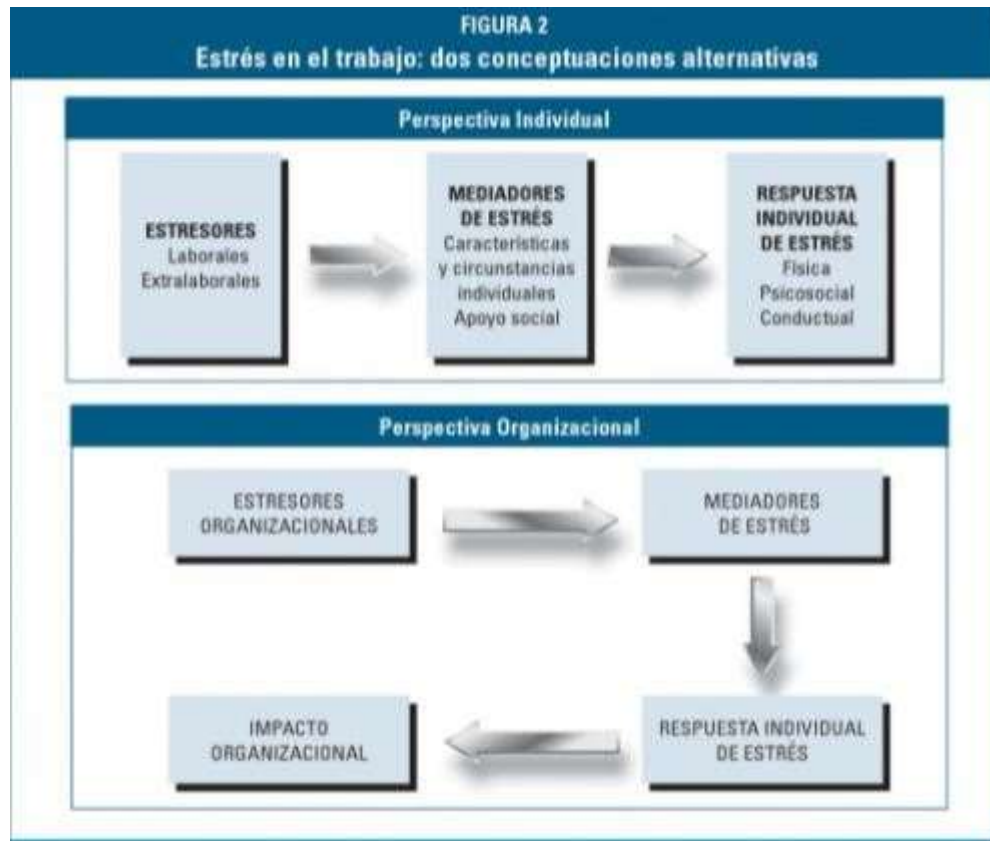 FIGURA 2
Estrés en el trabajo: dos conceptuaciones alternativas
Perspectiva Individual
ESTRESORES
Laborales
Extralaborales
MEDIADORES
DE ESTRÉS
Características
y circunstancias
individuales
Apoyo social
RESPUESTA
INDIVIDUAL
DE ESTRÉS
Física
Psicosocial
Conductual
Perspectiva Organizacional
ESTRESORES
ORGANIZACIONALES
MEDIADORES
DE ESTRÉS
IMPACTO
ORGANIZACIONAL
RESPUESTA INDIVIDUAL
DE ESTRÉS